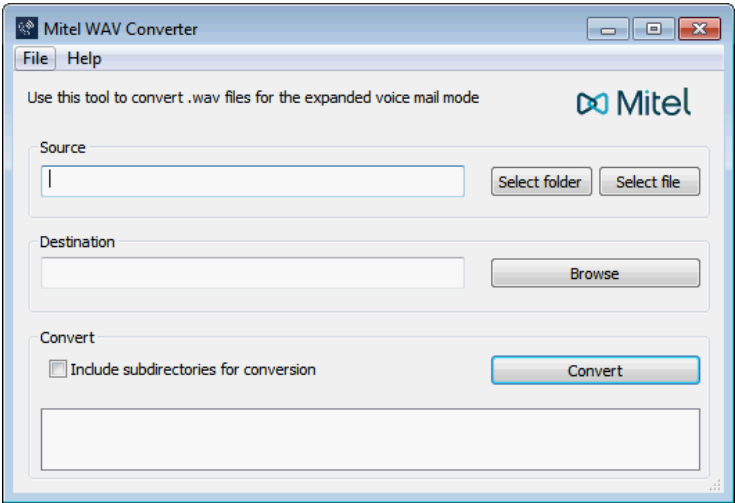 Mitel WAV Converter
File Help
Use this tool to convert .wav files for the expanded voice mail mode
Mitel
Source
Select folder Select file
Destination
Browse
Convert
Include subdirectories for conversion Convert